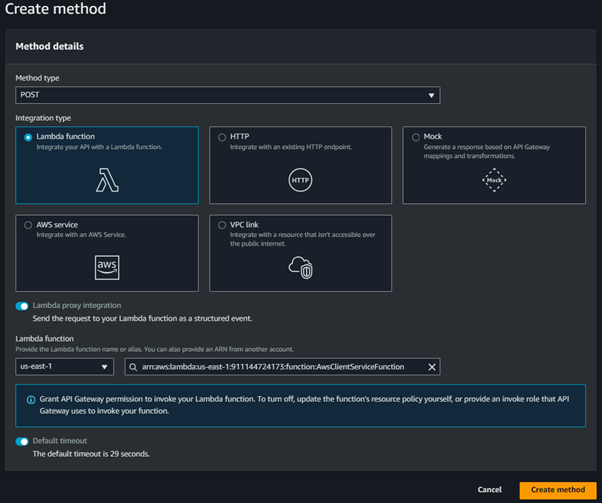 Create method
Method details
Method type
POST
Integration type
Lambda function
Integrate your API with a Lambda function.
HTTP
Integrate with an existing HTTP endpoint.
HTTP
Mock
Generate a response based on API Gateway
mappings and transformations.
Mock
AWS service
Integrate with an AWS Service.
aws
VPC link
Integrate with a resource that isn't accessible over
the public internet.
Lambda proxy integration
Send the request to your Lambda function as a structured event.
Lambda function
Provide the Lambda function name or alias. You can also provide an ARN from another account.
us-east-1
arn:aws:lambda:us-east-1:911144724173:function:AwsClientServiceFunction
Grant API Gateway permission to invoke your Lambda function. To turn off, update the function's resource policy yourself, or provide an invoke role that API
Gateway uses to invoke your function.
Default timeout
The default timeout is 29 seconds.
Cancel
Create method